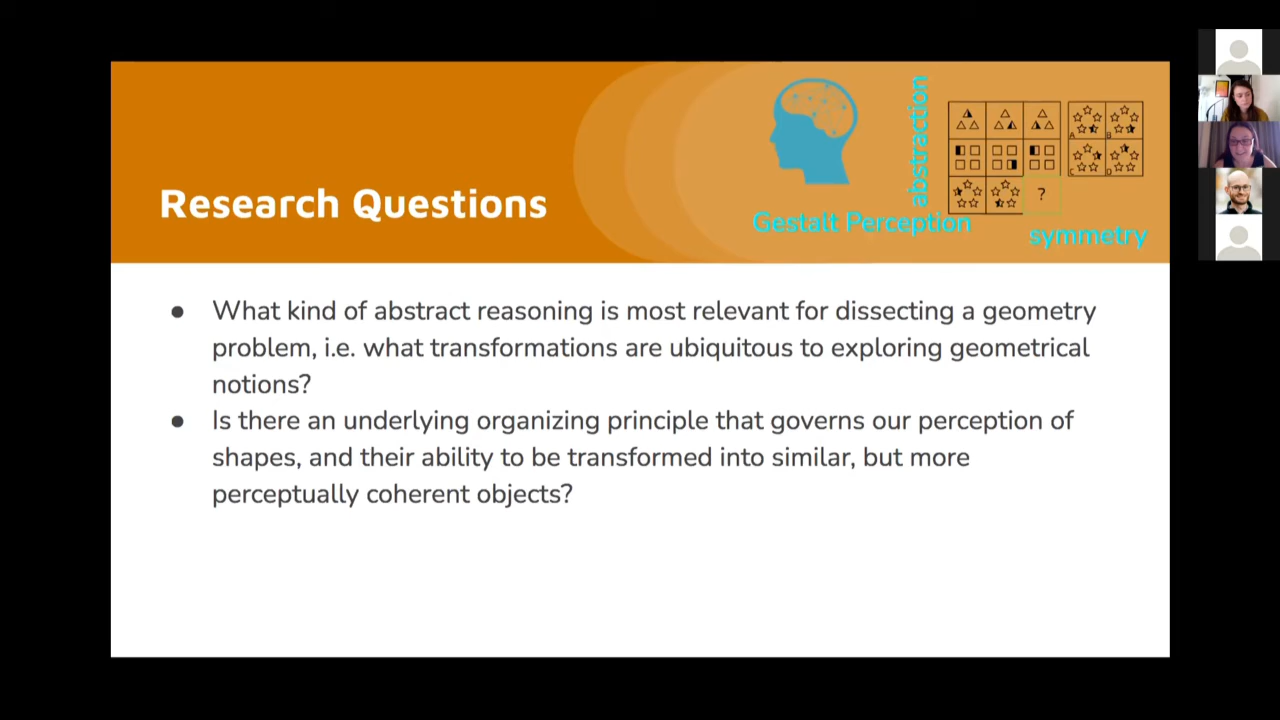 Research Questions
abstraction
Gestalt Perception
symmetry
?
A
B
C
D
● What kind of abstract reasoning is most relevant for dissecting a geometry
problem, i.e. what transformations are ubiquitous to exploring geometrical
notions?
● Is there an underlying organizing principle that governs our perception of
shapes, and their ability to be transformed into similar, but more
perceptually coherent objects?